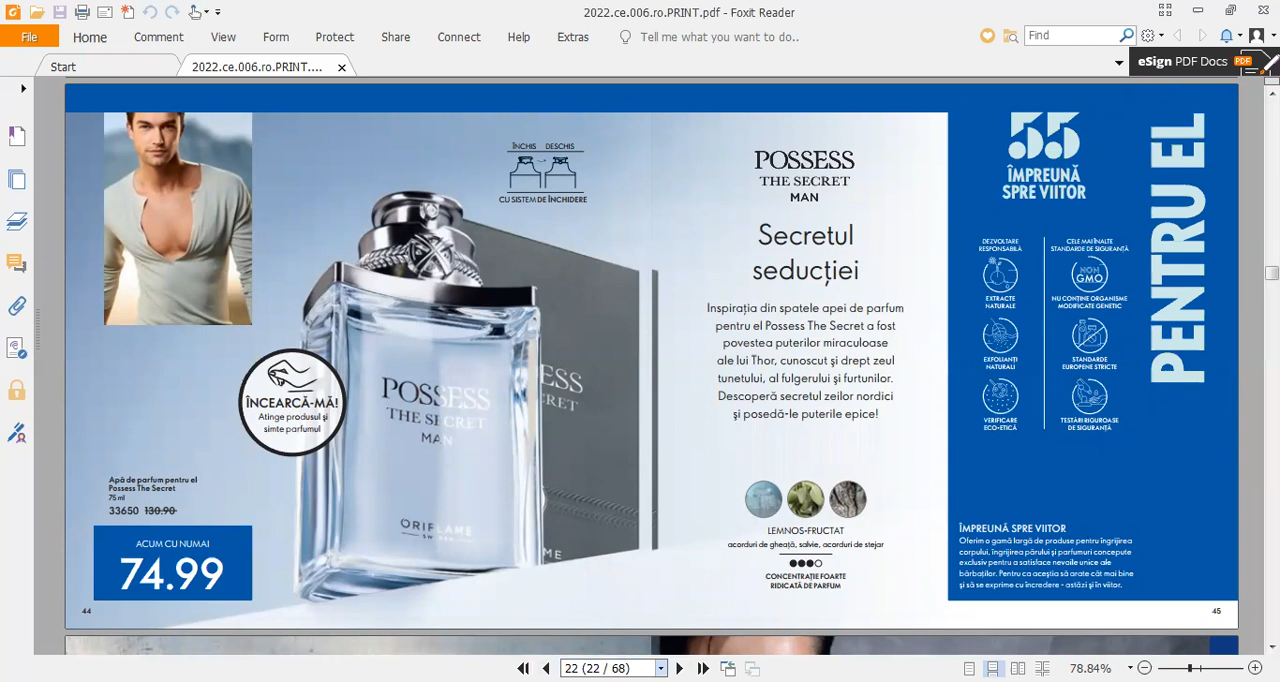 2022.ce.006.ro.PRINT.pdf - Foxit Reader
File
Home
Comment
View
Form
Protect
Share
Connect
Help
Extras
Tell me what you want to do..
Find
Start
2022.ce.006.ro.PRINT....
eSign PDF Docs
PDF
ÎNCHIS DESCHIS
CU SISTEM DE ÎNCHIDERE
POSSESS
THE SECRET
MAN
ORIFLAME
SWEDEN
ÎNCEARCĂ-MĂ!
Atinge produsul și
simte parfumul
Apă de parfum pentru el
Possess The Secret
75 ml
33650 130.90
ACUM CU NUMAI
74.99
44
POSSESS
THE SECRET
MAN
Secretul
seducției
Inspirația din spatele apei de parfum
pentru el Possess The Secret a fost
povestea puterilor miraculoase
ale lui Thor, cunoscut și drept zeul
tunetului, al fulgerului și furtunilor.
Descoperă secretul zeilor nordici
și posedă-le puterile epice!
LEMNOS•FRUCTAT
acorduri de gheață, salvie, acorduri de stejar
CONCENTRAȚIE FOARTE
RIDICATĂ DE PARFUM
55
ÎMPREUNĂ
SPRE VIITOR
PENTRU EL
DEZVOLTARE
RESPONSABILĂ
EXTRACTE
NATURALE
EXFOLIANȚI
NATURALI
VERIFICARE
ECO-ETICĂ
CELE MAI ÎNALTE
STANDARDE DE SIGURANȚĂ
NON
GMO
NU CONȚINE ORGANISME
MODIFICATE GENETIC
STANDARDE
EUROPENE STRICTE
TESTĂRI RIGUROASE
DE SIGURANȚĂ
ÎMPREUNĂ SPRE VIITOR
Oferim o gamă largă de produse pentru îngrijirea
corpului, îngrijirea părului și parfumuri concepute
exclusiv pentru a satisface nevoile unice ale
bărbaților. Pentru ca aceștia să arate cât mai bine
și să se exprime cu încredere - astăzi și în viitor.
45
22 (22 / 68)
78.84%